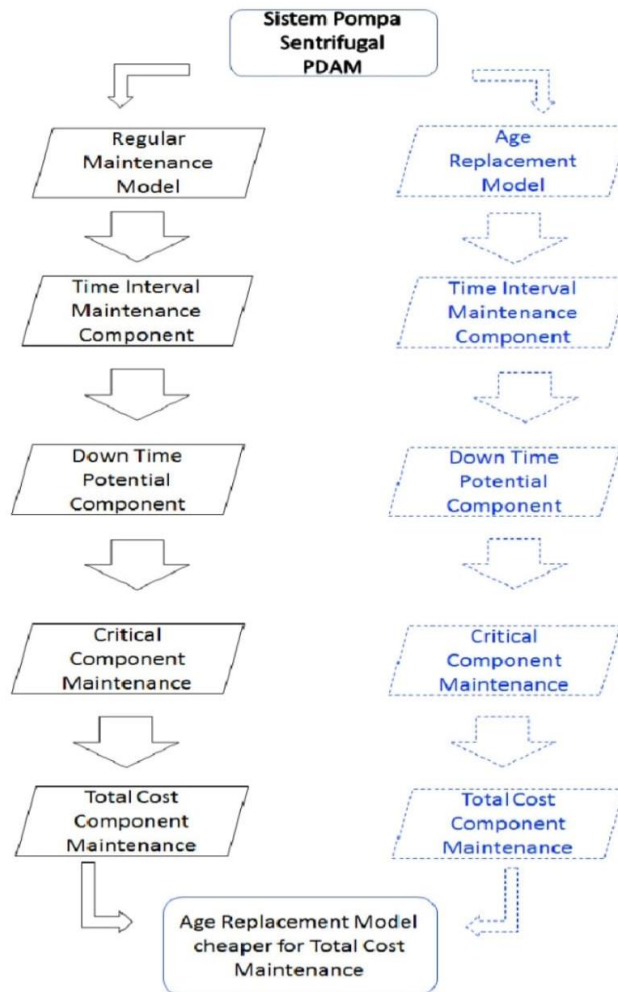 Sistem Pompa
Sentrifugal
PDAM
Regular
Maintenance
Model
Age
Replacement
Model
Time Interval
Maintenance
Component
Time Interval
Maintenance
Component
Down Time
Potential
Component
Down Time
Potential
Component
Critical
Component
Maintenance
Critical
Component
Maintenance
Total Cost
Component
Maintenance
Total Cost
Component
Maintenance
Age Replacement Model
cheaper for Total Cost
Maintenance